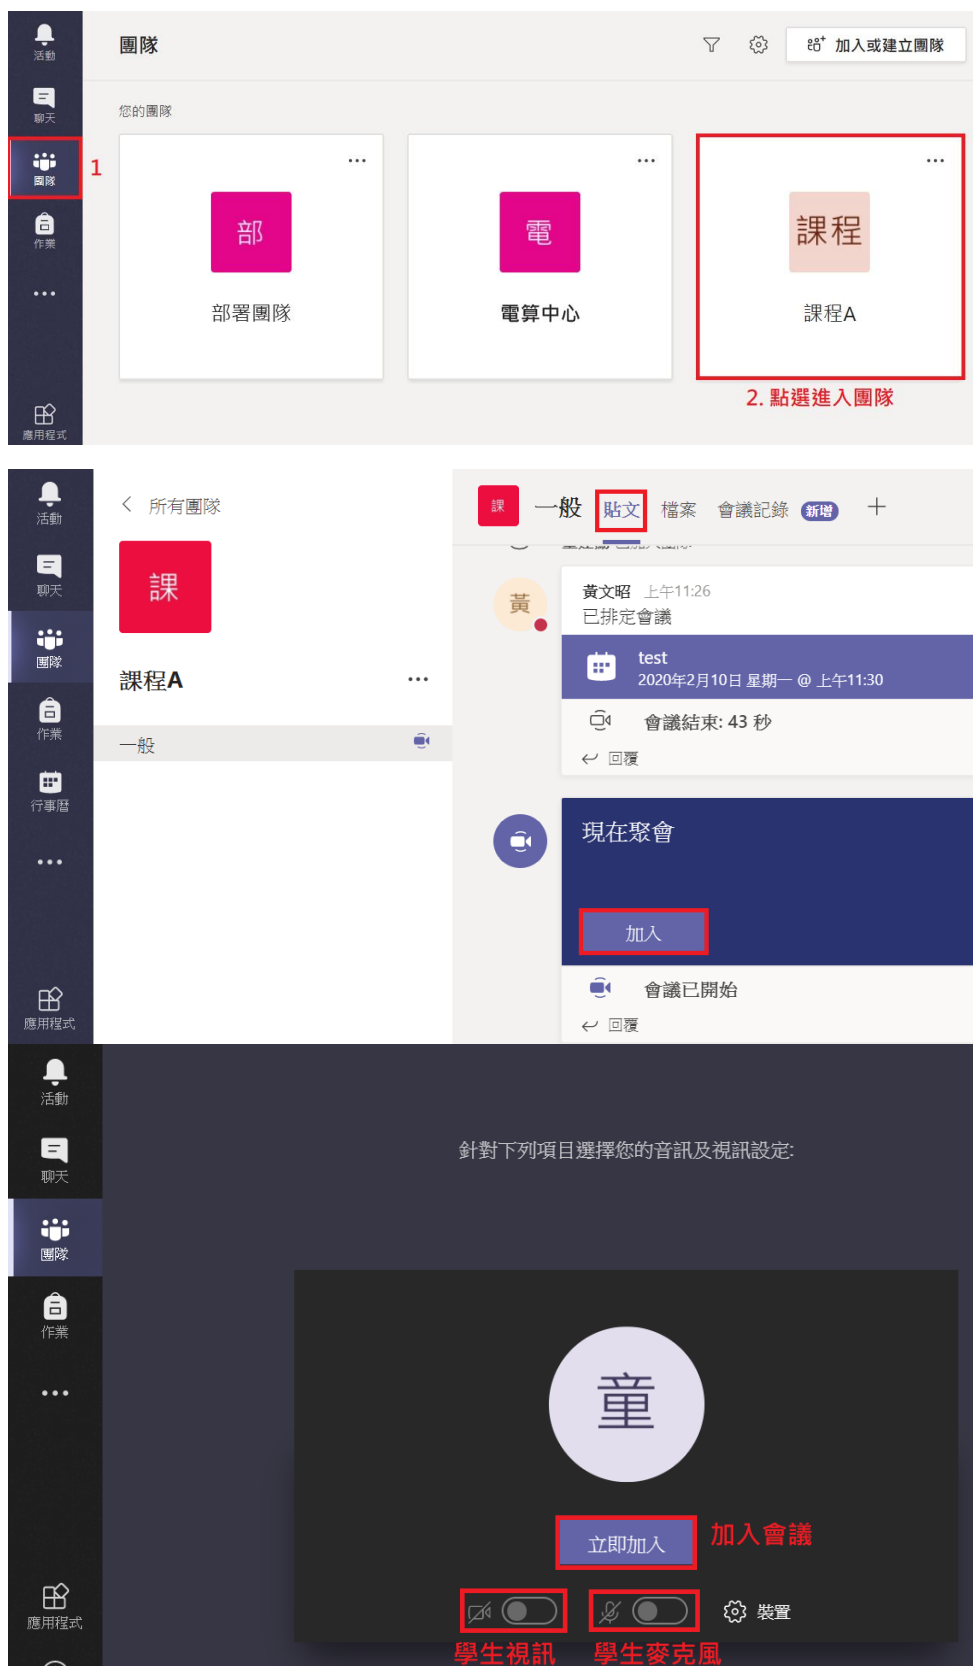 活動
團隊
加入或建立團隊
聊天
您的團隊
團隊
1
作業
部
電
課程
部署團隊
電算中心
課程A
2. 點選進入團隊
應用程式
活動
所有團隊
課
一般
貼文
檔案
會議記錄
新增
聊天
課
黃
黃文昭 上午11:26
已排定會議
團隊
test
2020年2月10日 星期一 @ 上午11:30
課程A
作業
會議結束: 43 秒
一般
回覆
行事曆
現在聚會
加入
會議已開始
應用程式
回覆
活動
針對下列項目選擇您的音訊及視訊設定:
聊天
團隊
作業
童
立即加入
加入會議
裝置
應用程式
學生視訊
學生麥克風